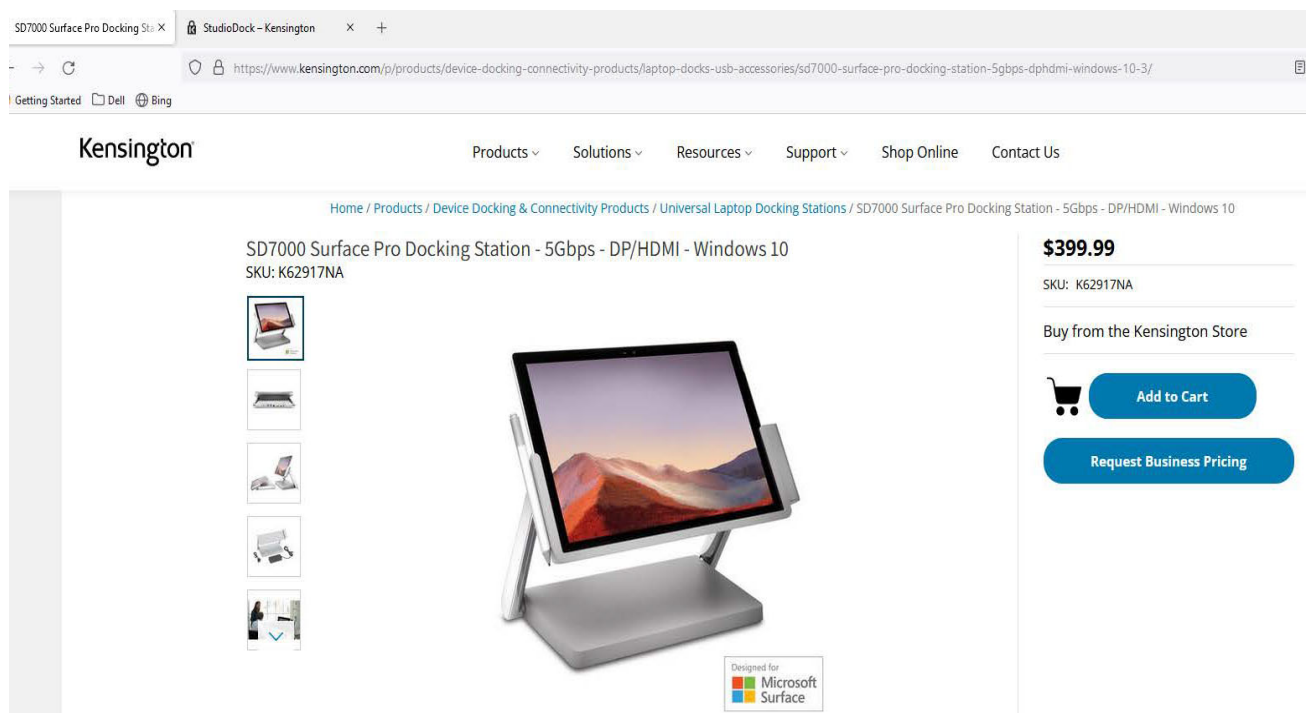 SD7000 Surface Pro Docking Sta
StudioDock – Kensington
https://www.kensington.com/p/products/device-docking-connectivity-products/laptop-docks-usb-accessories/sd7000-surface-pro-docking-station-5gbps-dphdmi-windows-10-3/
Getting Started Dell Bing
Kensington
Products Solutions Resources Support Shop Online Contact Us
Home / Products / Device Docking & Connectivity Products / Universal Laptop Docking Stations / SD7000 Surface Pro Docking Station - 5Gbps - DP/HDMI - Windows 10
SD7000 Surface Pro Docking Station - 5Gbps - DP/HDMI - Windows 10
SKU: K62917NA
$399.99
SKU: K62917NA
Buy from the Kensington Store
Add to Cart
Request Business Pricing
Designed for
Microsoft
Surface